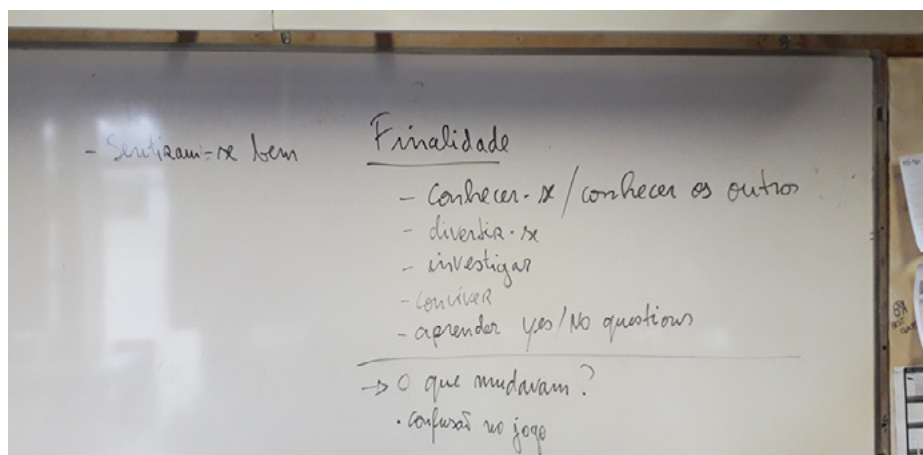 - Sentiram-se bem
Finalidade
- Conhecer-se / conhecer os outros
- divertir-se
- investigar
- conviver
- aprender yes/No questions
→ O que mudavam?
• Confusão no jogo